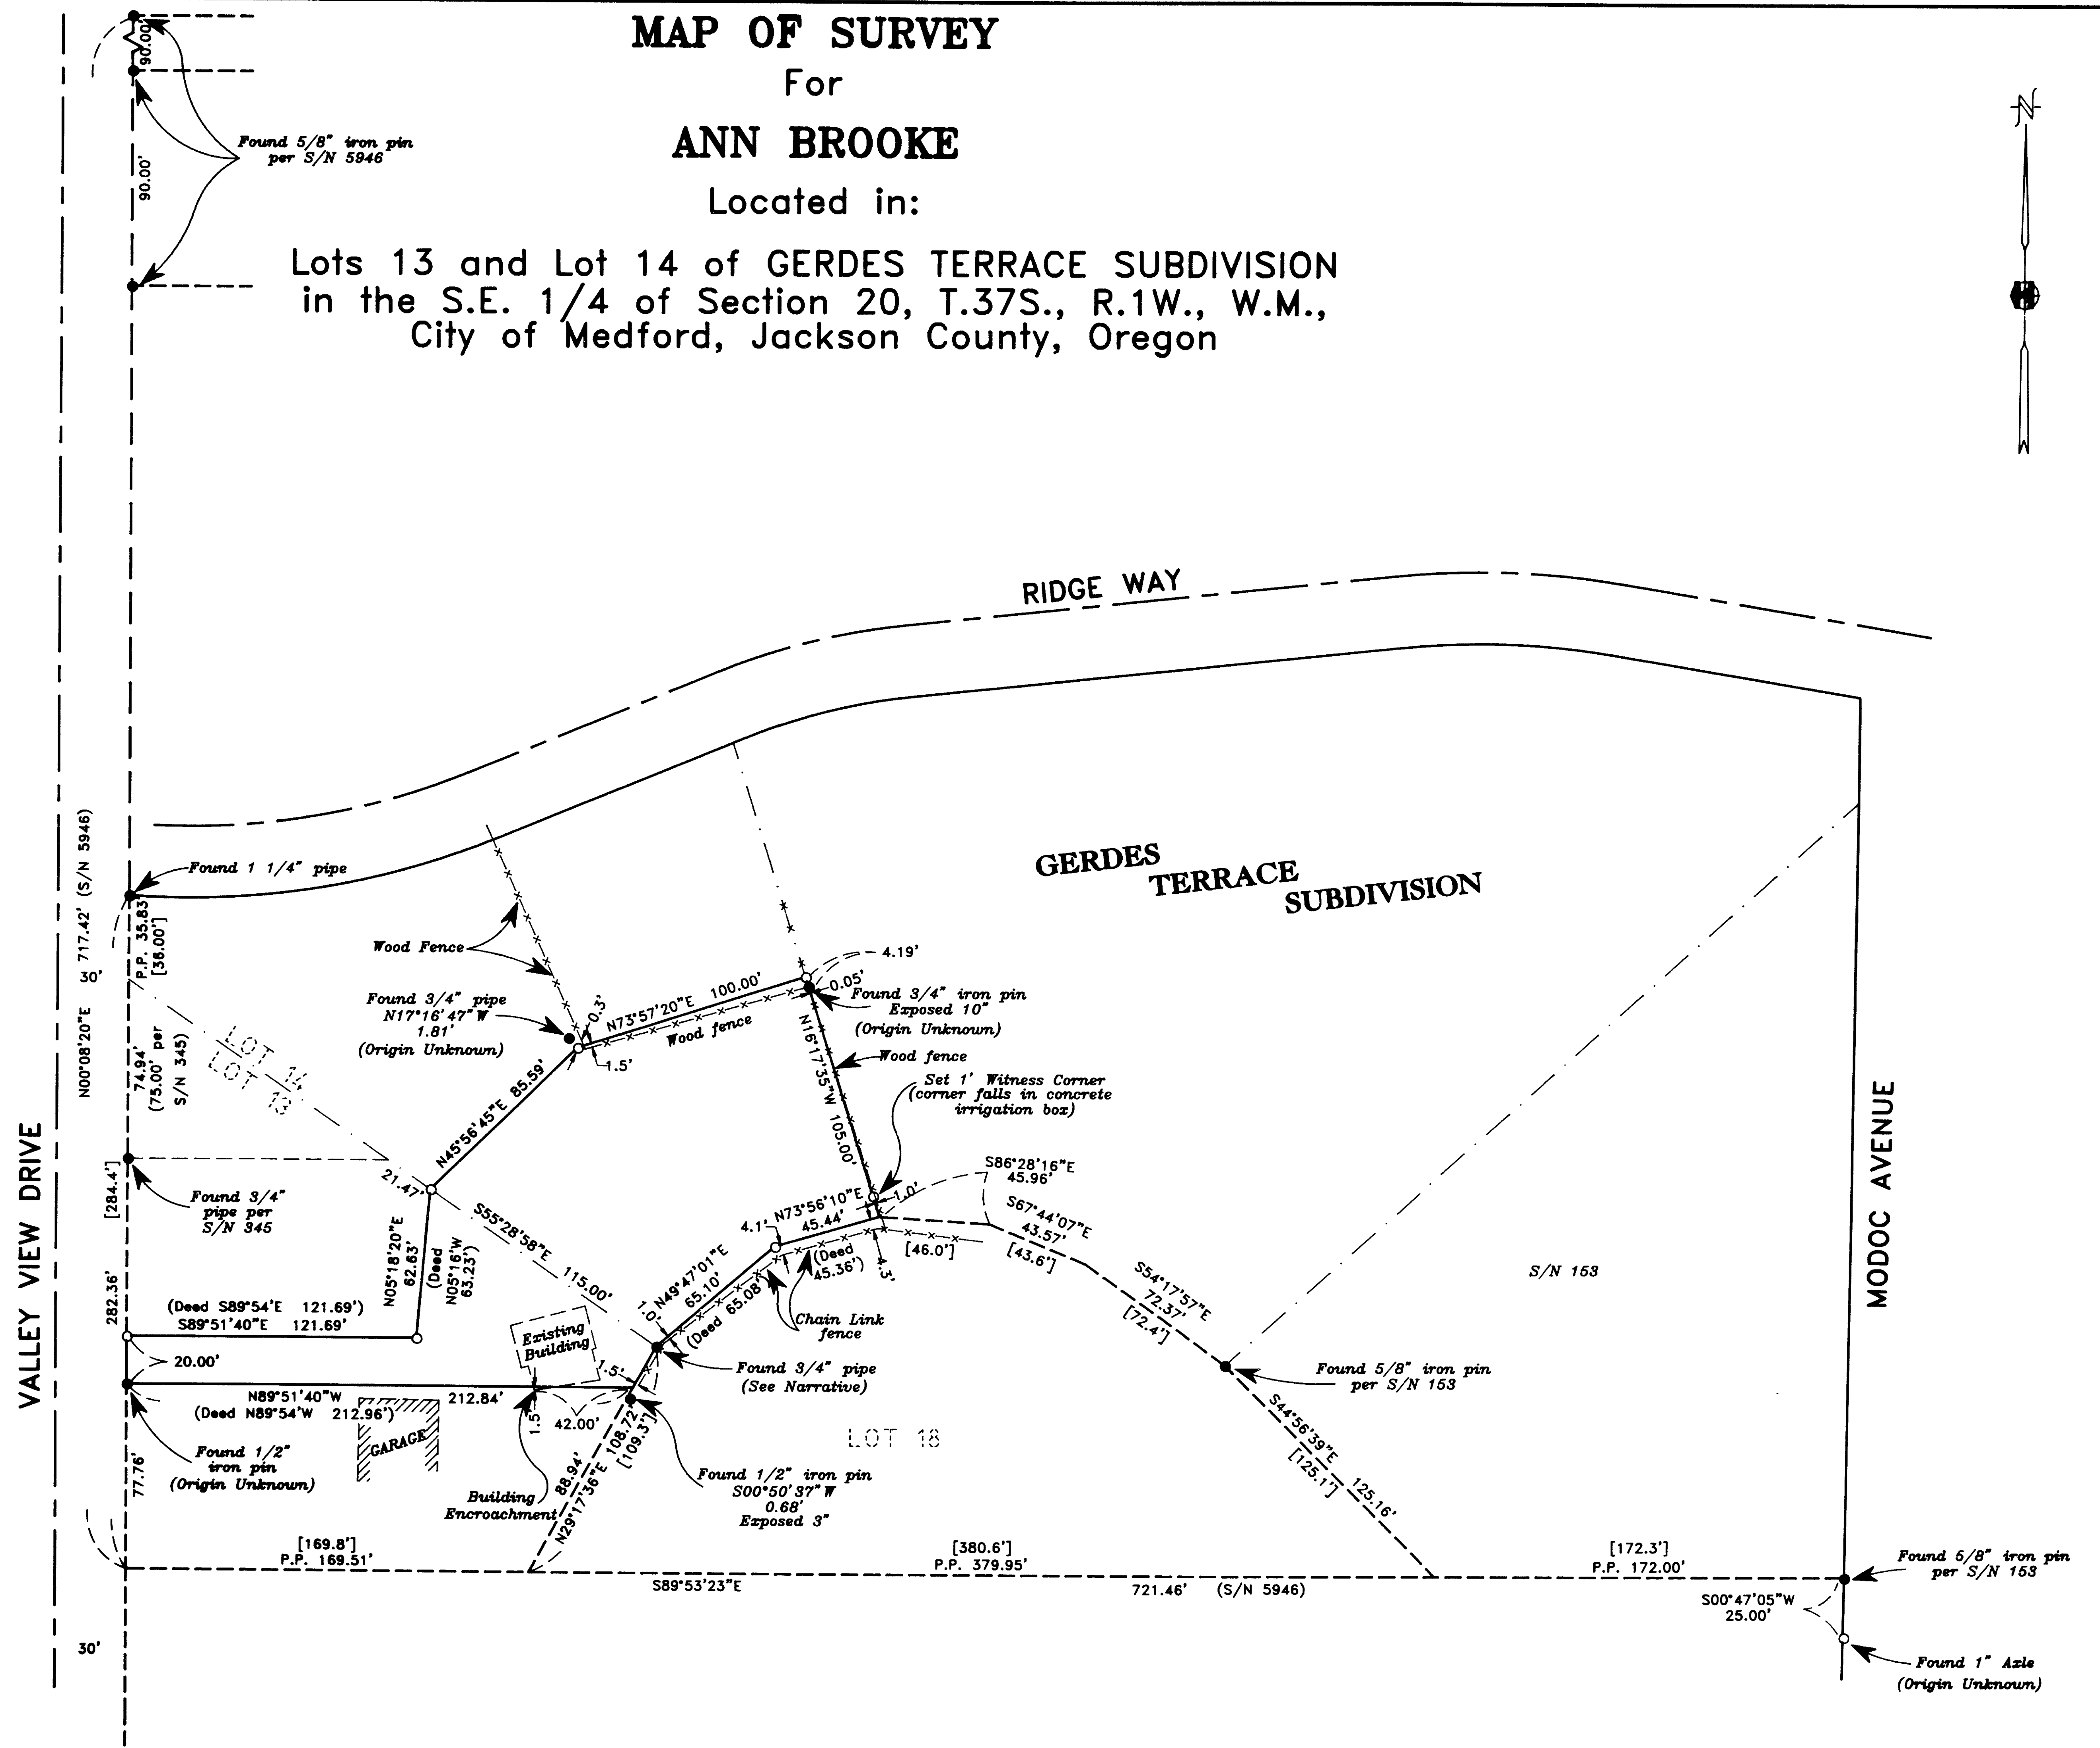 MAP OF SURVEY
For
ANN BROOKE
Located in:
Lots 13 and Lot 14 of GERDES TERRACE SUBDIVISION
in the S.E. 1/4 of Section 20, T.37S., R.1W., W.M.,
City of Medford, Jackson County, Oregon
N
90.00'
90.00'
Found 5/8" iron pin
per S/N 5946
RIDGE WAY
GERDES
TERRACE
SUBDIVISION
VALLEY VIEW DRIVE
MODOC AVENUE
N00°08'20"E 717.42' (S/N 5946)
30'
Found 1 1/4" pipe
P.P. 35.83'
[36.00']
74.94'
(75.00' per
S/N 345)
LOT 14
LOT 13
Wood Fence
Found 3/4" pipe
N17°16'47"W
1.81'
(Origin Unknown)
0.3'
1.5'
N73°57'20"E 100.00'
Wood fence
4.19'
0.05'
Found 3/4" iron pin
Exposed 10"
(Origin Unknown)
N16°17'35"W 105.00'
Wood fence
Set 1' Witness Corner
(corner falls in concrete
irrigation box)
N45°56'45"E 85.59'
21.47'
S55°28'58"E 115.00'
[284.4']
282.36'
Found 3/4"
pipe per
S/N 345
N05°18'20"E
62.63'
(Deed
N05°16'W
63.23')
(Deed S89°54'E 121.69')
S89°51'40"E 121.69'
20.00'
N89°51'40"W 212.84'
(Deed N89°54'W 212.96')
Found 1/2"
iron pin
(Origin Unknown)
77.76'
GARAGE
Existing
Building
1.5'
1.5'
42.00'
Building
Encroachment
88.94'
N29°17'36"E 108.72'
[109.3']
1.0'
N49°47'01"E
65.10'
(Deed 65.08')
4.1'
N73°56'10"E
45.44'
(Deed
45.36')
1.0'
4.3'
Chain Link
fence
Found 3/4" pipe
(See Narrative)
LOT 18
Found 1/2" iron pin
S00°50'37"W
0.68'
Exposed 3"
S86°28'16"E
45.96'
[46.0']
S67°44'07"E
43.57'
[43.6']
S54°17'57"E
72.37'
[72.4']
S/N 153
Found 5/8" iron pin
per S/N 153
S44°56'39"E 125.16'
[125.1']
[169.8']
P.P. 169.51'
[380.6']
P.P. 379.95'
[172.3']
P.P. 172.00'
S89°53'23"E 721.46' (S/N 5946)
Found 5/8" iron pin
per S/N 153
S00°47'05"W
25.00'
Found 1" Axle
(Origin Unknown)
30'